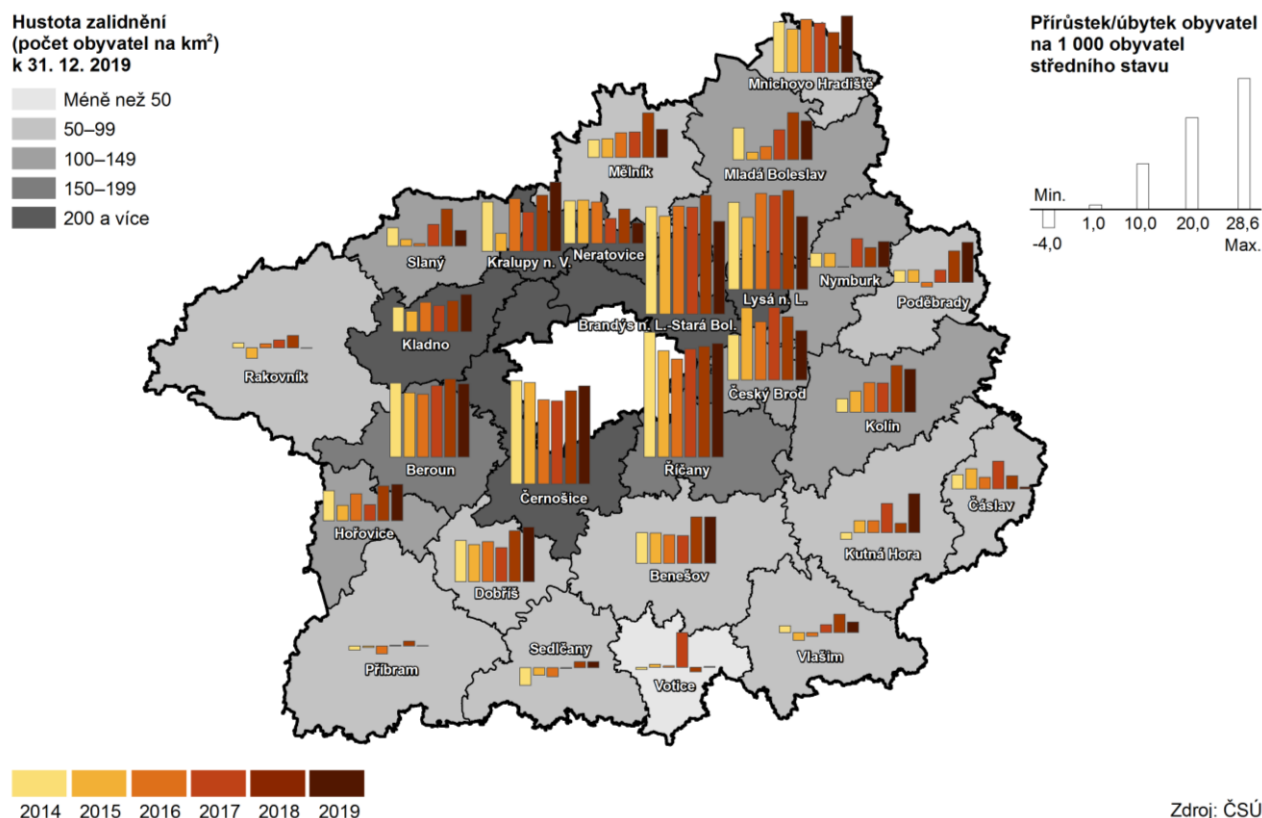 Hustota zalidnění
(počet obyvatel na km²)
k 31. 12. 2019
Méně než 50
50–99
100–149
150–199
200 a více
Přírůstek/úbytek obyvatel
na 1 000 obyvatel
středního stavu
Min.
-4,0
1,0
10,0
20,0
28,6
Max.
Mnichovo Hradiště
Mělník
Mladá Boleslav
Slaný
Kralupy n. V.
Neratovice
Nymburk
Poděbrady
Lysá n. L.
Brandýs n. L.-Stará Bol.
Kladno
Rakovník
Český Brod
Kolín
Beroun
Říčany
Černošice
Čáslav
Hořovice
Kutná Hora
Benešov
Dobříš
Sedlčany
Vlašim
Příbram
Votice
2014 2015 2016 2017 2018 2019
Zdroj: ČSÚ